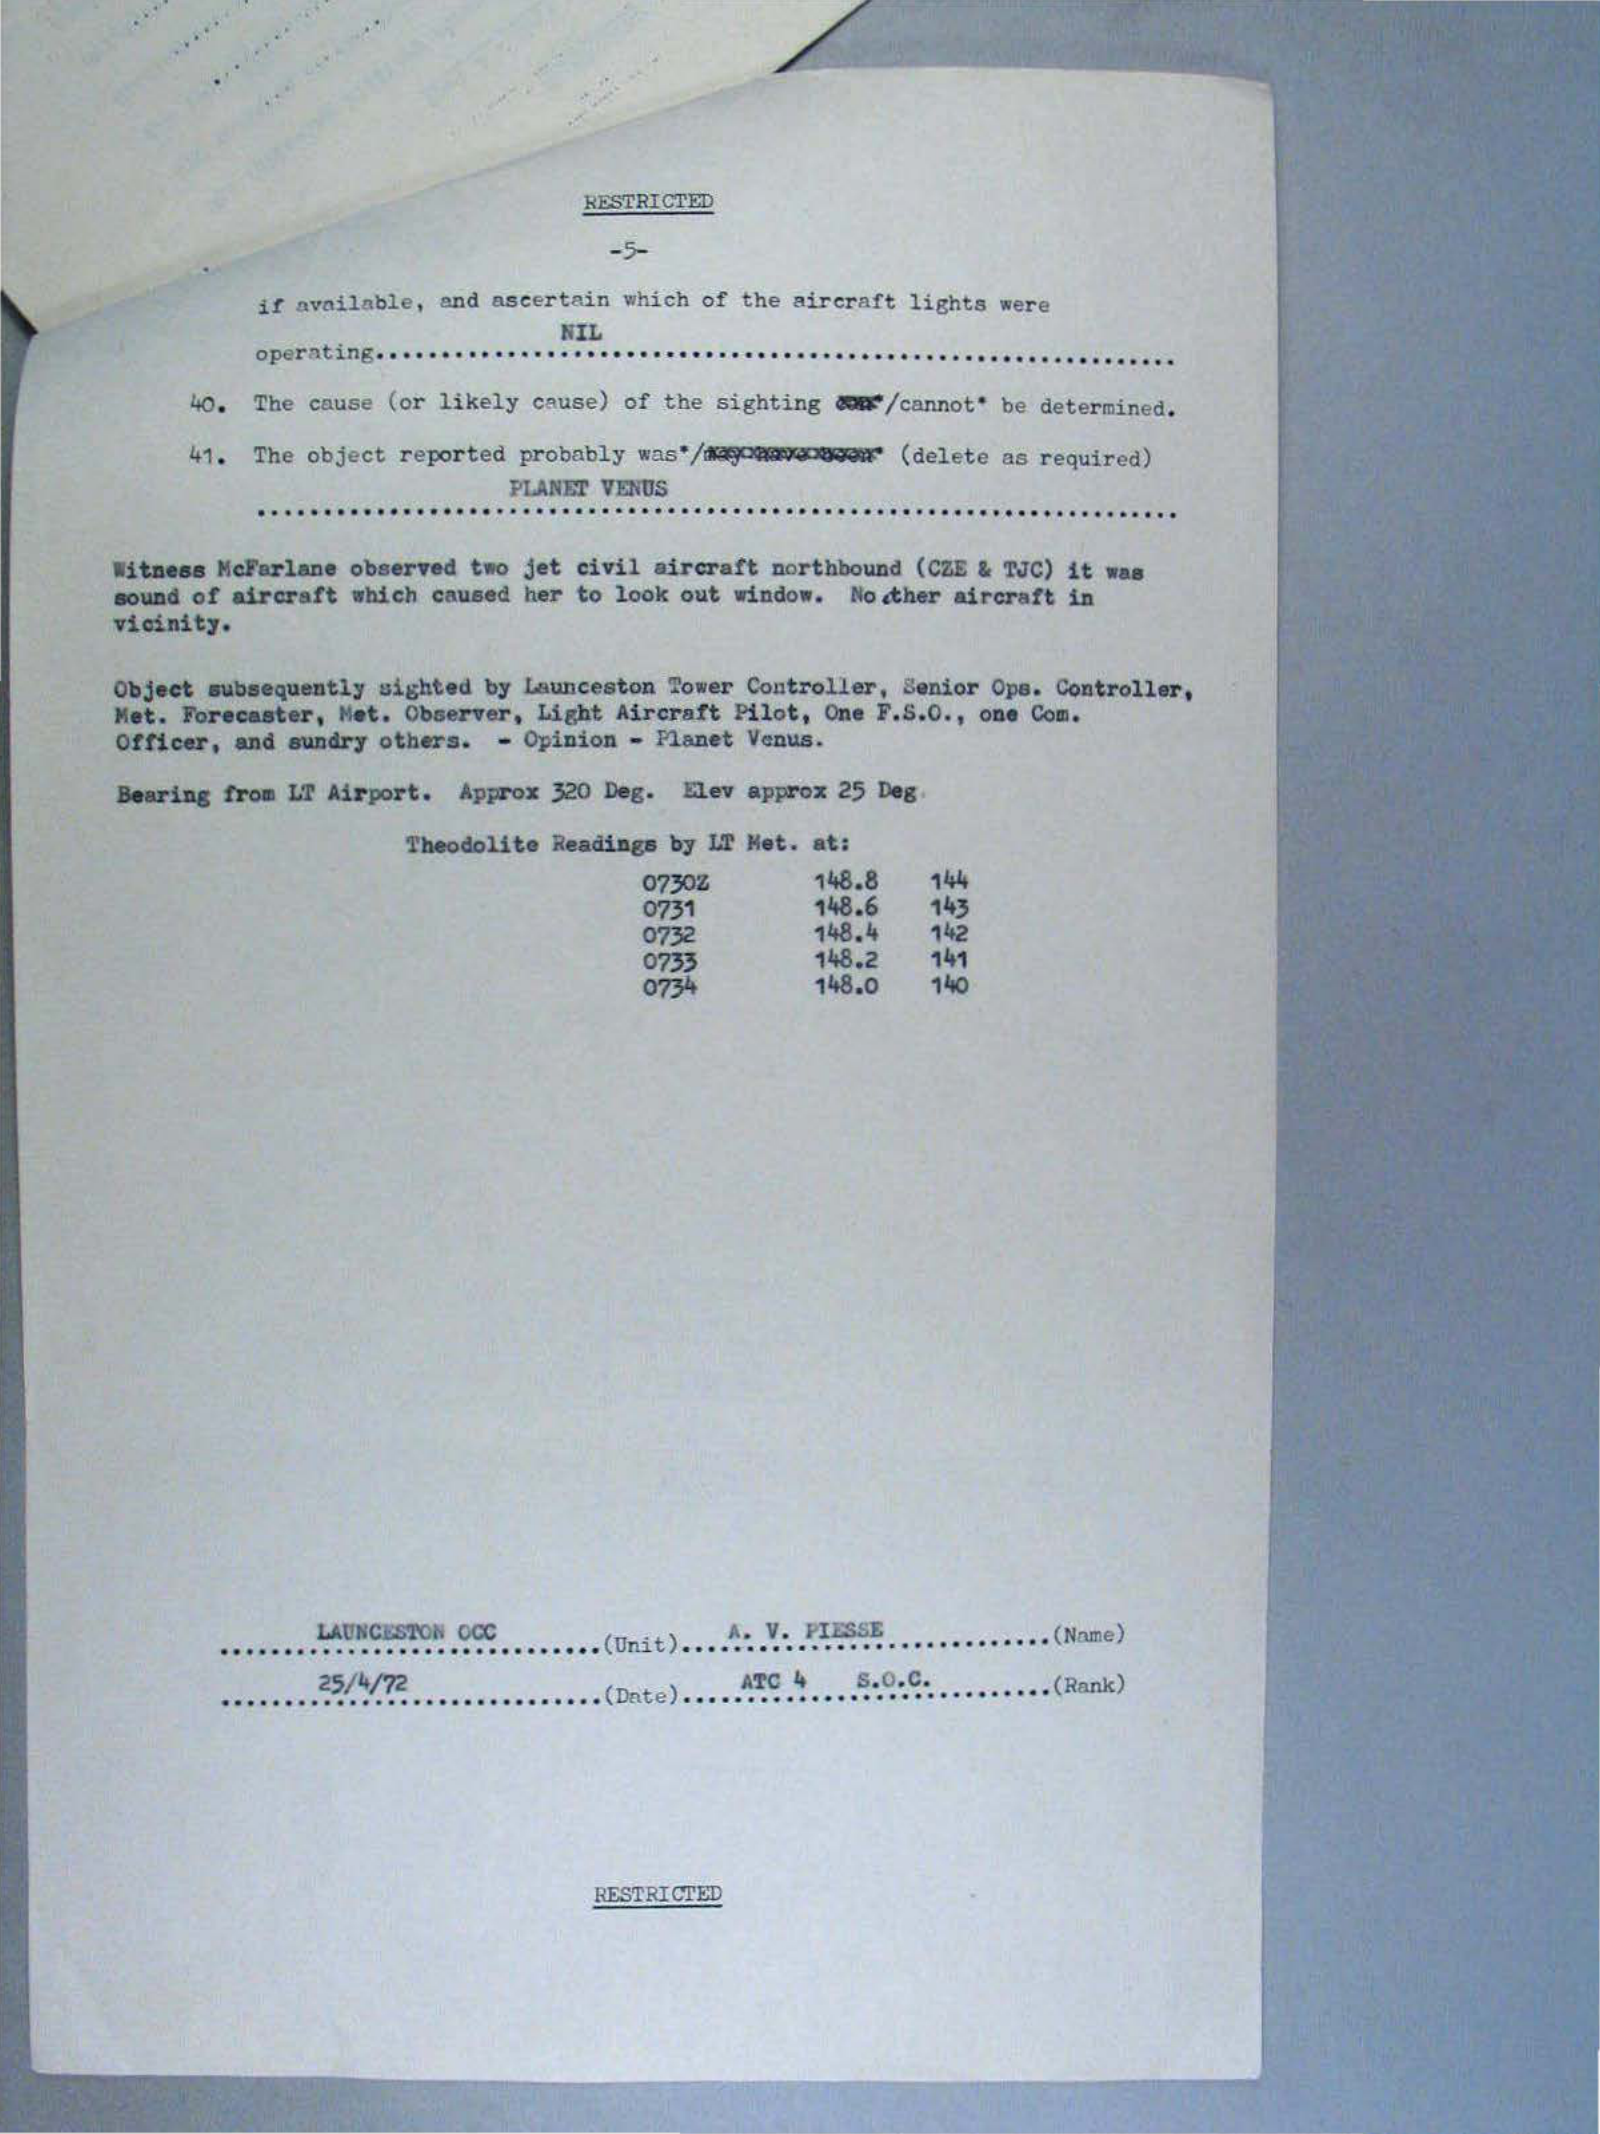 RESTRICTED
-5-
if available, and ascertain which of the aircraft lights were
NIL
operating..............................................................
40. The cause (or likely cause) of the sighting /cannot* be determined.
41. The object reported probably was*/ (delete as required)
PLANET VENUS
......................................................................
Witness McFarlane observed two jet civil aircraft northbound (CZE & TJC) it was
sound of aircraft which caused her to look out window. No other aircraft in
vicinity.
Object subsequently sighted by Launceston Tower Controller, Senior Ops. Controller,
Met. Forecaster, Met. Observer, Light Aircraft Pilot, One F.S.O., one Com.
Officer, and sundry others. - Opinion - Planet Venus.
Bearing from LT Airport. Approx 320 Deg. Elev approx 25 Deg.
Theodolite Readings by LT Met. at:
0730Z 148.8 144
0731 148.6 143
0732 148.4 142
0733 148.2 141
0734 148.0 140
LAUNCESTON OCC (Unit) A. V. PIESSE (Name)
25/4/72 (Date) ATC 4 S.O.C. (Rank)
RESTRICTED